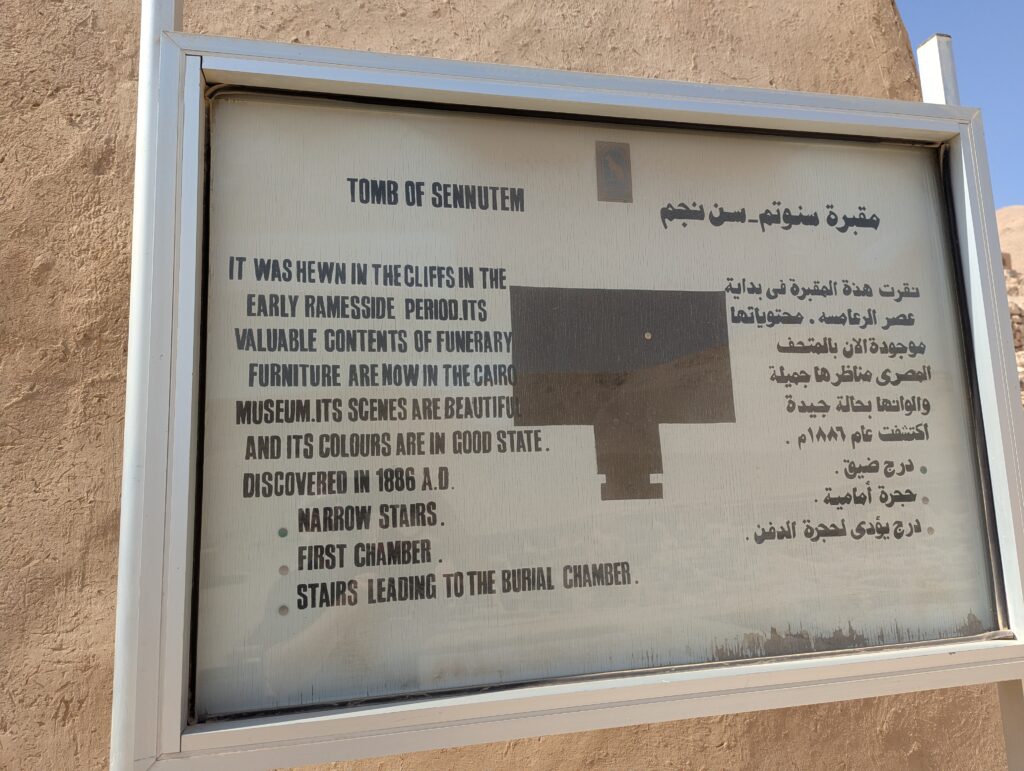 TOMB OF SENNUTEM
IT WAS HEWN IN THE CLIFFS IN THE
EARLY RAMESSIDE PERIOD.ITS
VALUABLE CONTENTS OF FUNERARY
FURNITURE ARE NOW IN THE CAIRO
MUSEUM.ITS SCENES ARE BEAUTIFUL
AND ITS COLOURS ARE IN GOOD STATE.
DISCOVERED IN 1886 A.D.
NARROW STAIRS.
FIRST CHAMBER.
STAIRS LEADING TO THE BURIAL CHAMBER.
مقبرة سنوتم - سن نجم
نقرت هذة المقبرة فى بداية
عصر الرعامسه . محتوياتها
موجودة الان بالمتحف
المصرى مناظرها جميلة
والوانها بحالة جيدة
اكتشفت عام ١٨٨٦م .
درج ضيق .
حجرة أمامية .
درج يؤدى لحجرة الدفن .